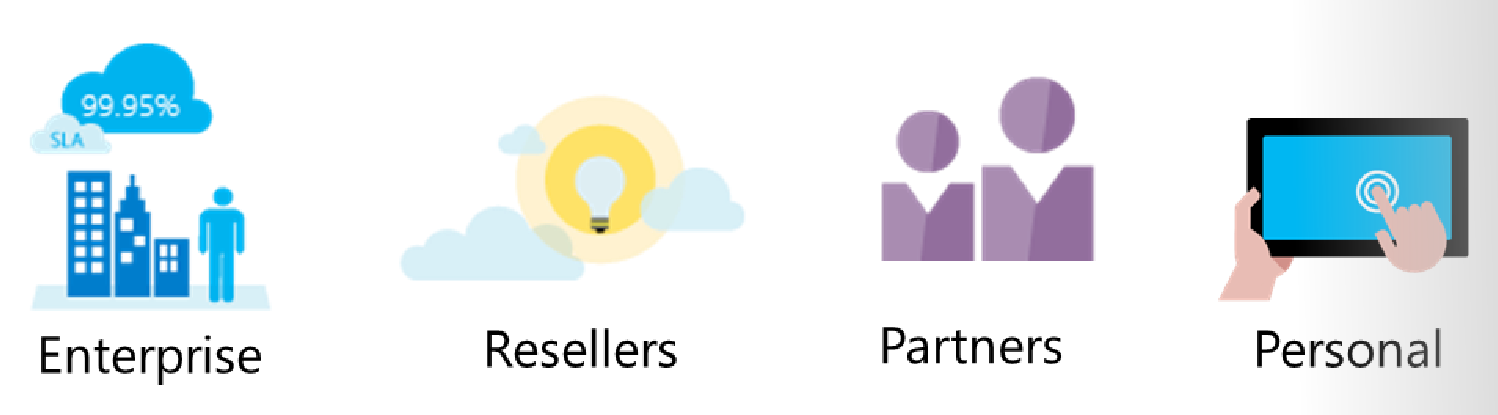 99.95%
SLA
Enterprise
Resellers
Partners
Personal